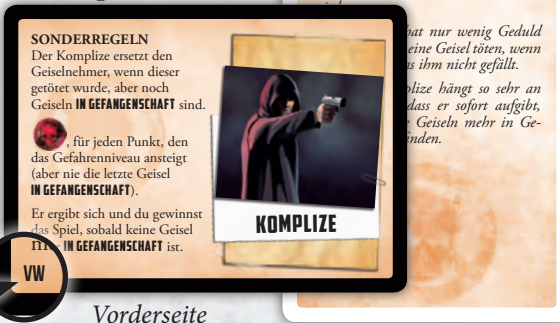 SONDERREGELN
Der Komplize ersetzt den
Geiselnehmer, wenn dieser
getötet wurde, aber noch
Geiseln IN GEFANGENSCHAFT sind.
, für jeden Punkt, den
das Gefahrenniveau ansteigt
(aber nie die letzte Geisel
IN GEFANGENSCHAFT).
Er ergibt sich und du gewinnst
das Spiel, sobald keine Geisel
IN GEFANGENSCHAFT ist.
KOMPLIZE
VW
Vorderseite
hat nur wenig Geduld
eine Geisel töten, wenn
ihm nicht gefällt.
hängt so sehr an
dass er sofort aufgibt,
Geiseln mehr in Ge-